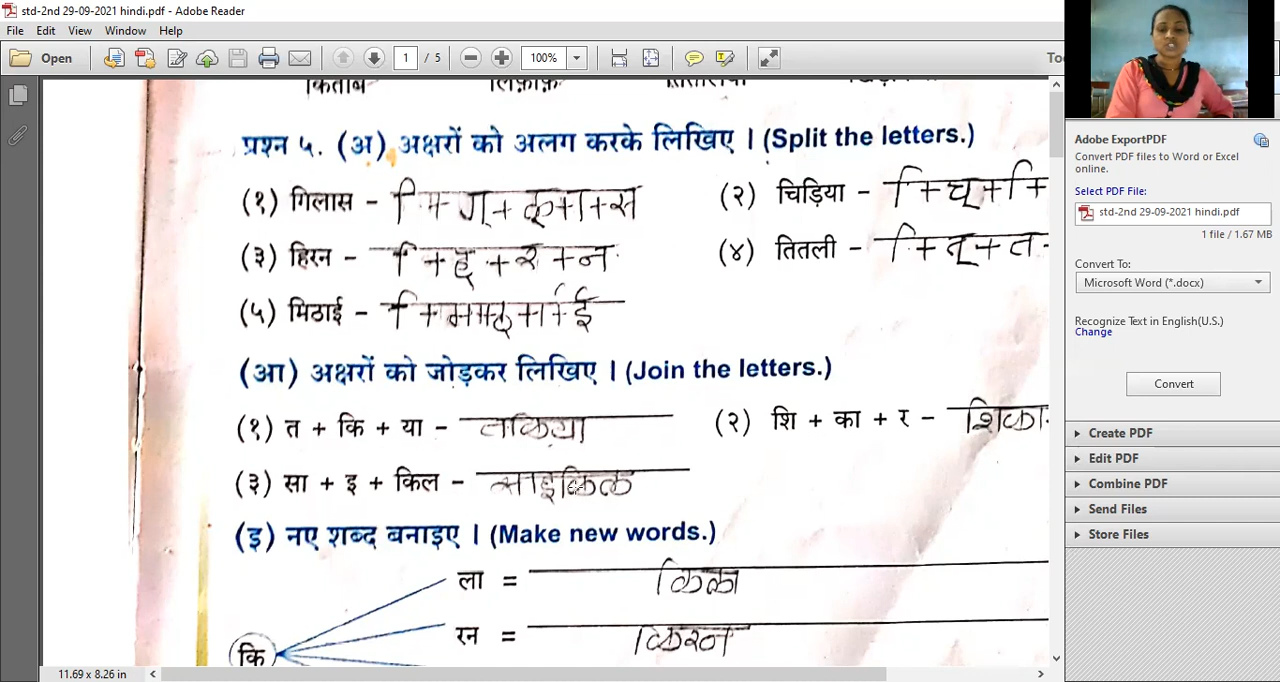 std-2nd 29-09-2021 hindi.pdf - Adobe Reader
File Edit View Window Help
Open 1 / 5 100%
किताब
प्रश्न ५. (अ) अक्षरों को अलग करके लिखिए । (Split the letters.)
(१) गिलास - ि + ग् + ल् + ा + स (२) चिड़िया - ि + च् + ि +
(३) हिरन - ि + ह् + र + न (४) तितली - ि + त् + त
(५) मिठाई - ि + म + ठ् + ा + ई
(आ) अक्षरों को जोड़कर लिखिए । (Join the letters.)
(१) त + कि + या - तकिया (२) शि + का + र - शिका
(३) सा + इ + किल - साइकिल
(इ) नए शब्द बनाइए । (Make new words.)
ला = किला
रन = किरन
कि
11.69 x 8.26 in
Adobe ExportPDF
Convert PDF files to Word or Excel
online.
Select PDF File:
std-2nd 29-09-2021 hindi.pdf
1 file / 1.67 MB
Convert To:
Microsoft Word (*.docx)
Recognize Text in English(U.S.)
Change
Convert
Create PDF
Edit PDF
Combine PDF
Send Files
Store Files